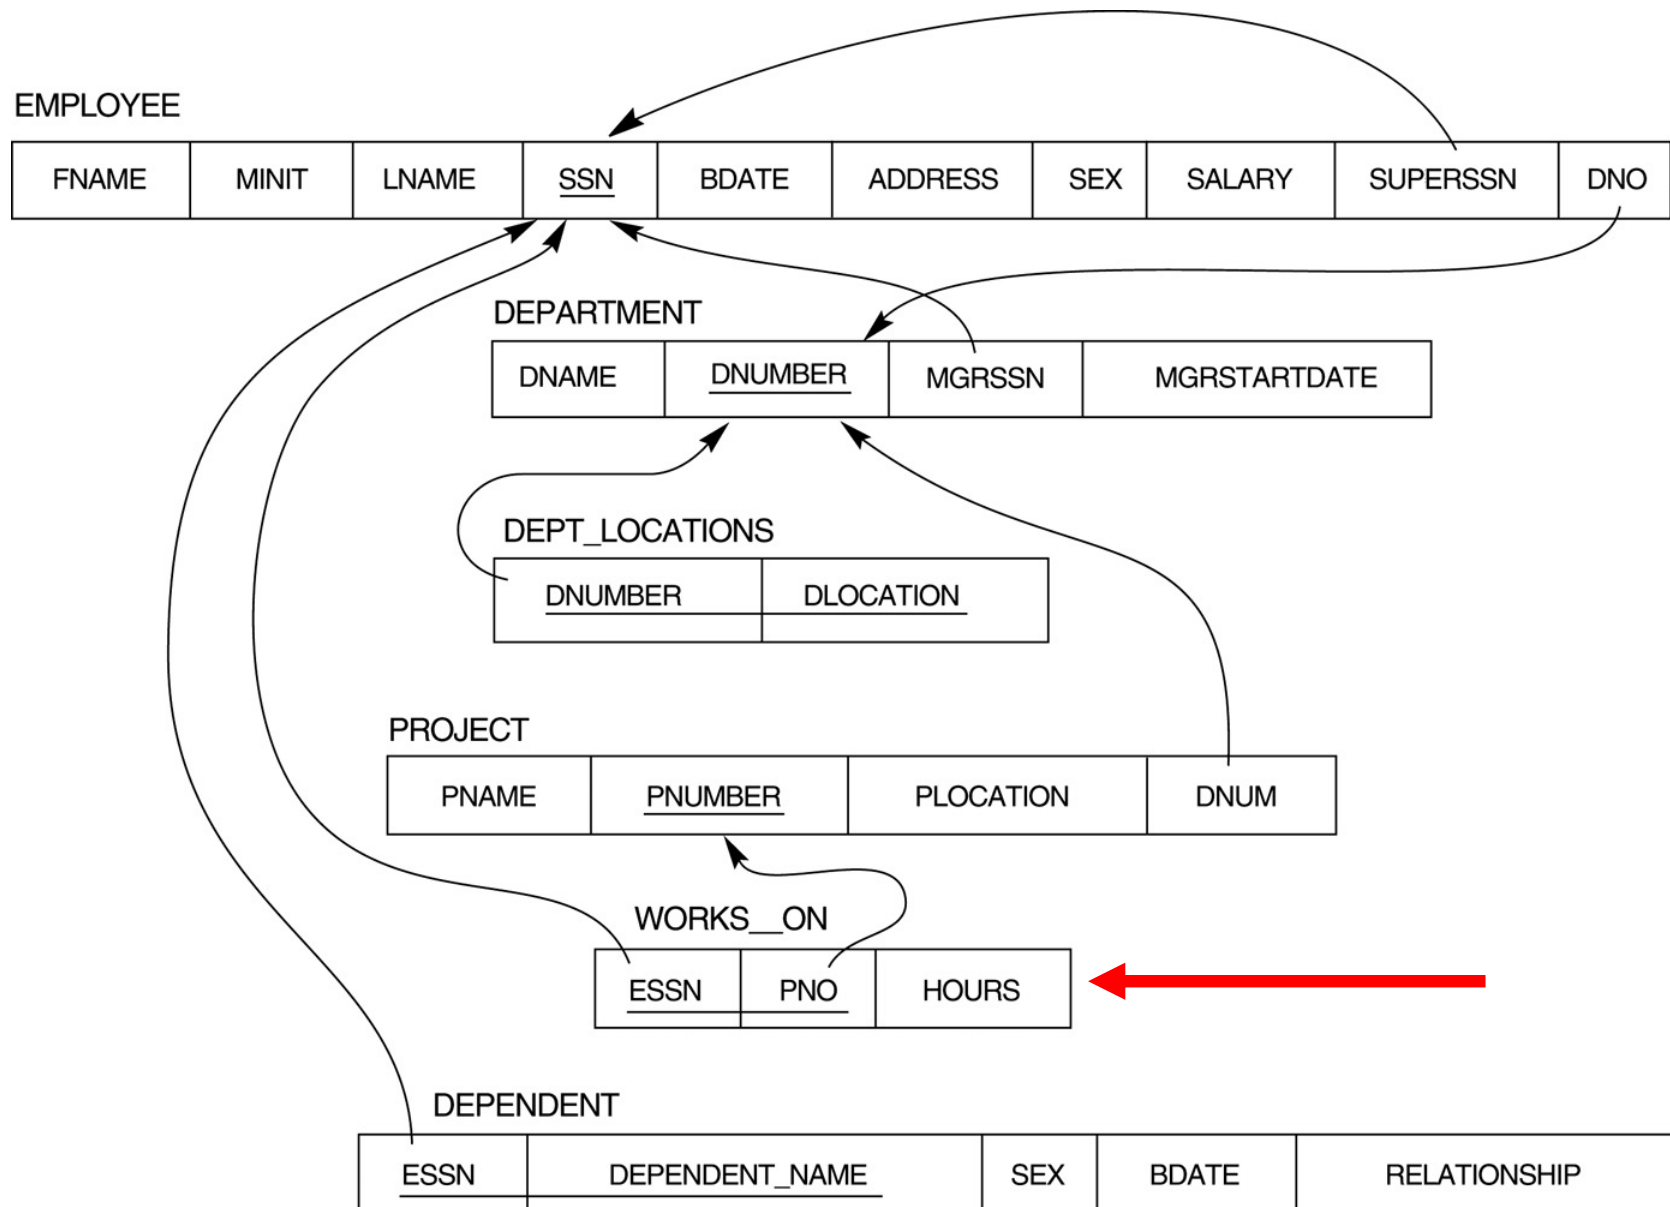 EMPLOYEE
FNAME MINIT LNAME SSN BDATE ADDRESS SEX SALARY SUPERSSN DNO
DEPARTMENT
DNAME DNUMBER MGRSSN MGRSTARTDATE
DEPT_LOCATIONS
DNUMBER DLOCATION
PROJECT
PNAME PNUMBER PLOCATION DNUM
WORKS__ON
ESSN PNO HOURS
DEPENDENT
ESSN DEPENDENT_NAME SEX BDATE RELATIONSHIP